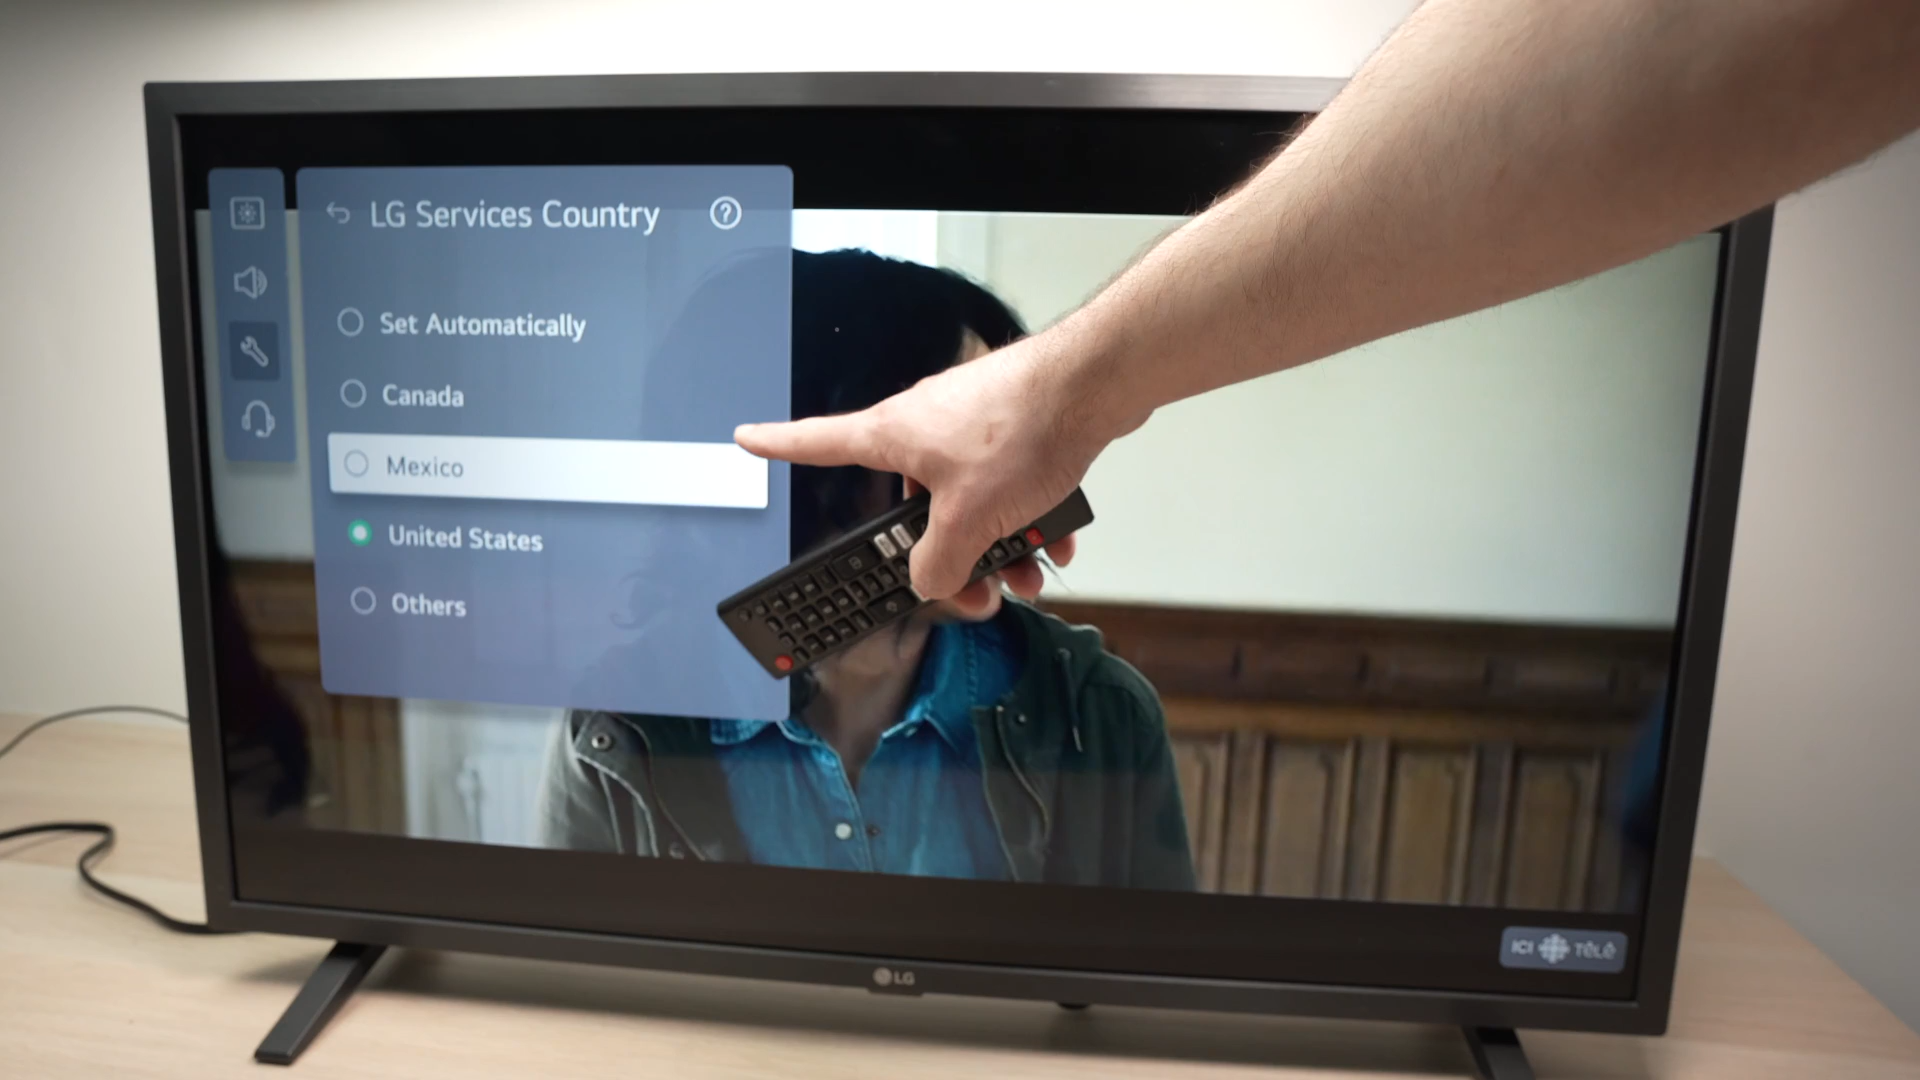 LG Services Country
?
Set Automatically
Canada
Mexico
United States
Others
ICI TÉLÉ
LG